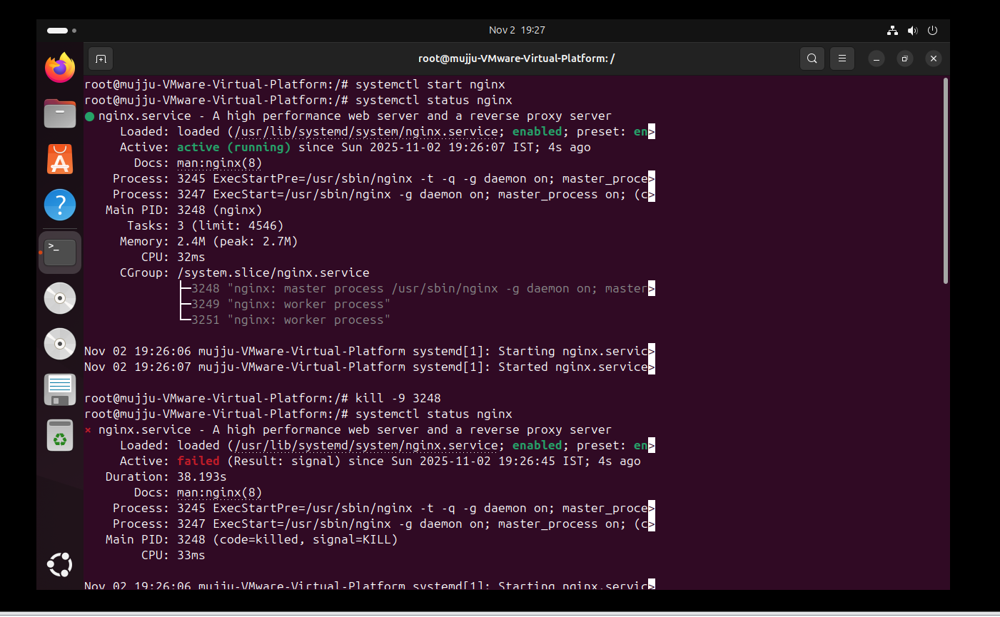 Nov 2 19:27
root@mujju-VMware-Virtual-Platform: /
root@mujju-VMware-Virtual-Platform:/# systemctl start nginx
root@mujju-VMware-Virtual-Platform:/# systemctl status nginx
● nginx.service - A high performance web server and a reverse proxy server
Loaded: loaded (/usr/lib/systemd/system/nginx.service; enabled; preset: en>
Active: active (running) since Sun 2025-11-02 19:26:07 IST; 4s ago
Docs: man:nginx(8)
Process: 3245 ExecStartPre=/usr/sbin/nginx -t -q -g daemon on; master_proce>
Process: 3247 ExecStart=/usr/sbin/nginx -g daemon on; master_process on; (c>
Main PID: 3248 (nginx)
Tasks: 3 (limit: 4546)
Memory: 2.4M (peak: 2.7M)
CPU: 32ms
CGroup: /system.slice/nginx.service
├─3248 "nginx: master process /usr/sbin/nginx -g daemon on; master>
├─3249 "nginx: worker process"
└─3251 "nginx: worker process"
Nov 02 19:26:06 mujju-VMware-Virtual-Platform systemd[1]: Starting nginx.servic>
Nov 02 19:26:07 mujju-VMware-Virtual-Platform systemd[1]: Started nginx.service>
root@mujju-VMware-Virtual-Platform:/# kill -9 3248
root@mujju-VMware-Virtual-Platform:/# systemctl status nginx
× nginx.service - A high performance web server and a reverse proxy server
Loaded: loaded (/usr/lib/systemd/system/nginx.service; enabled; preset: en>
Active: failed (Result: signal) since Sun 2025-11-02 19:26:45 IST; 4s ago
Duration: 38.193s
Docs: man:nginx(8)
Process: 3245 ExecStartPre=/usr/sbin/nginx -t -q -g daemon on; master_proce>
Process: 3247 ExecStart=/usr/sbin/nginx -g daemon on; master_process on; (c>
Main PID: 3248 (code=killed, signal=KILL)
CPU: 33ms
Nov 02 19:26:06 mujju-VMware-Virtual-Platform systemd[1]: Starting nginx.servic>